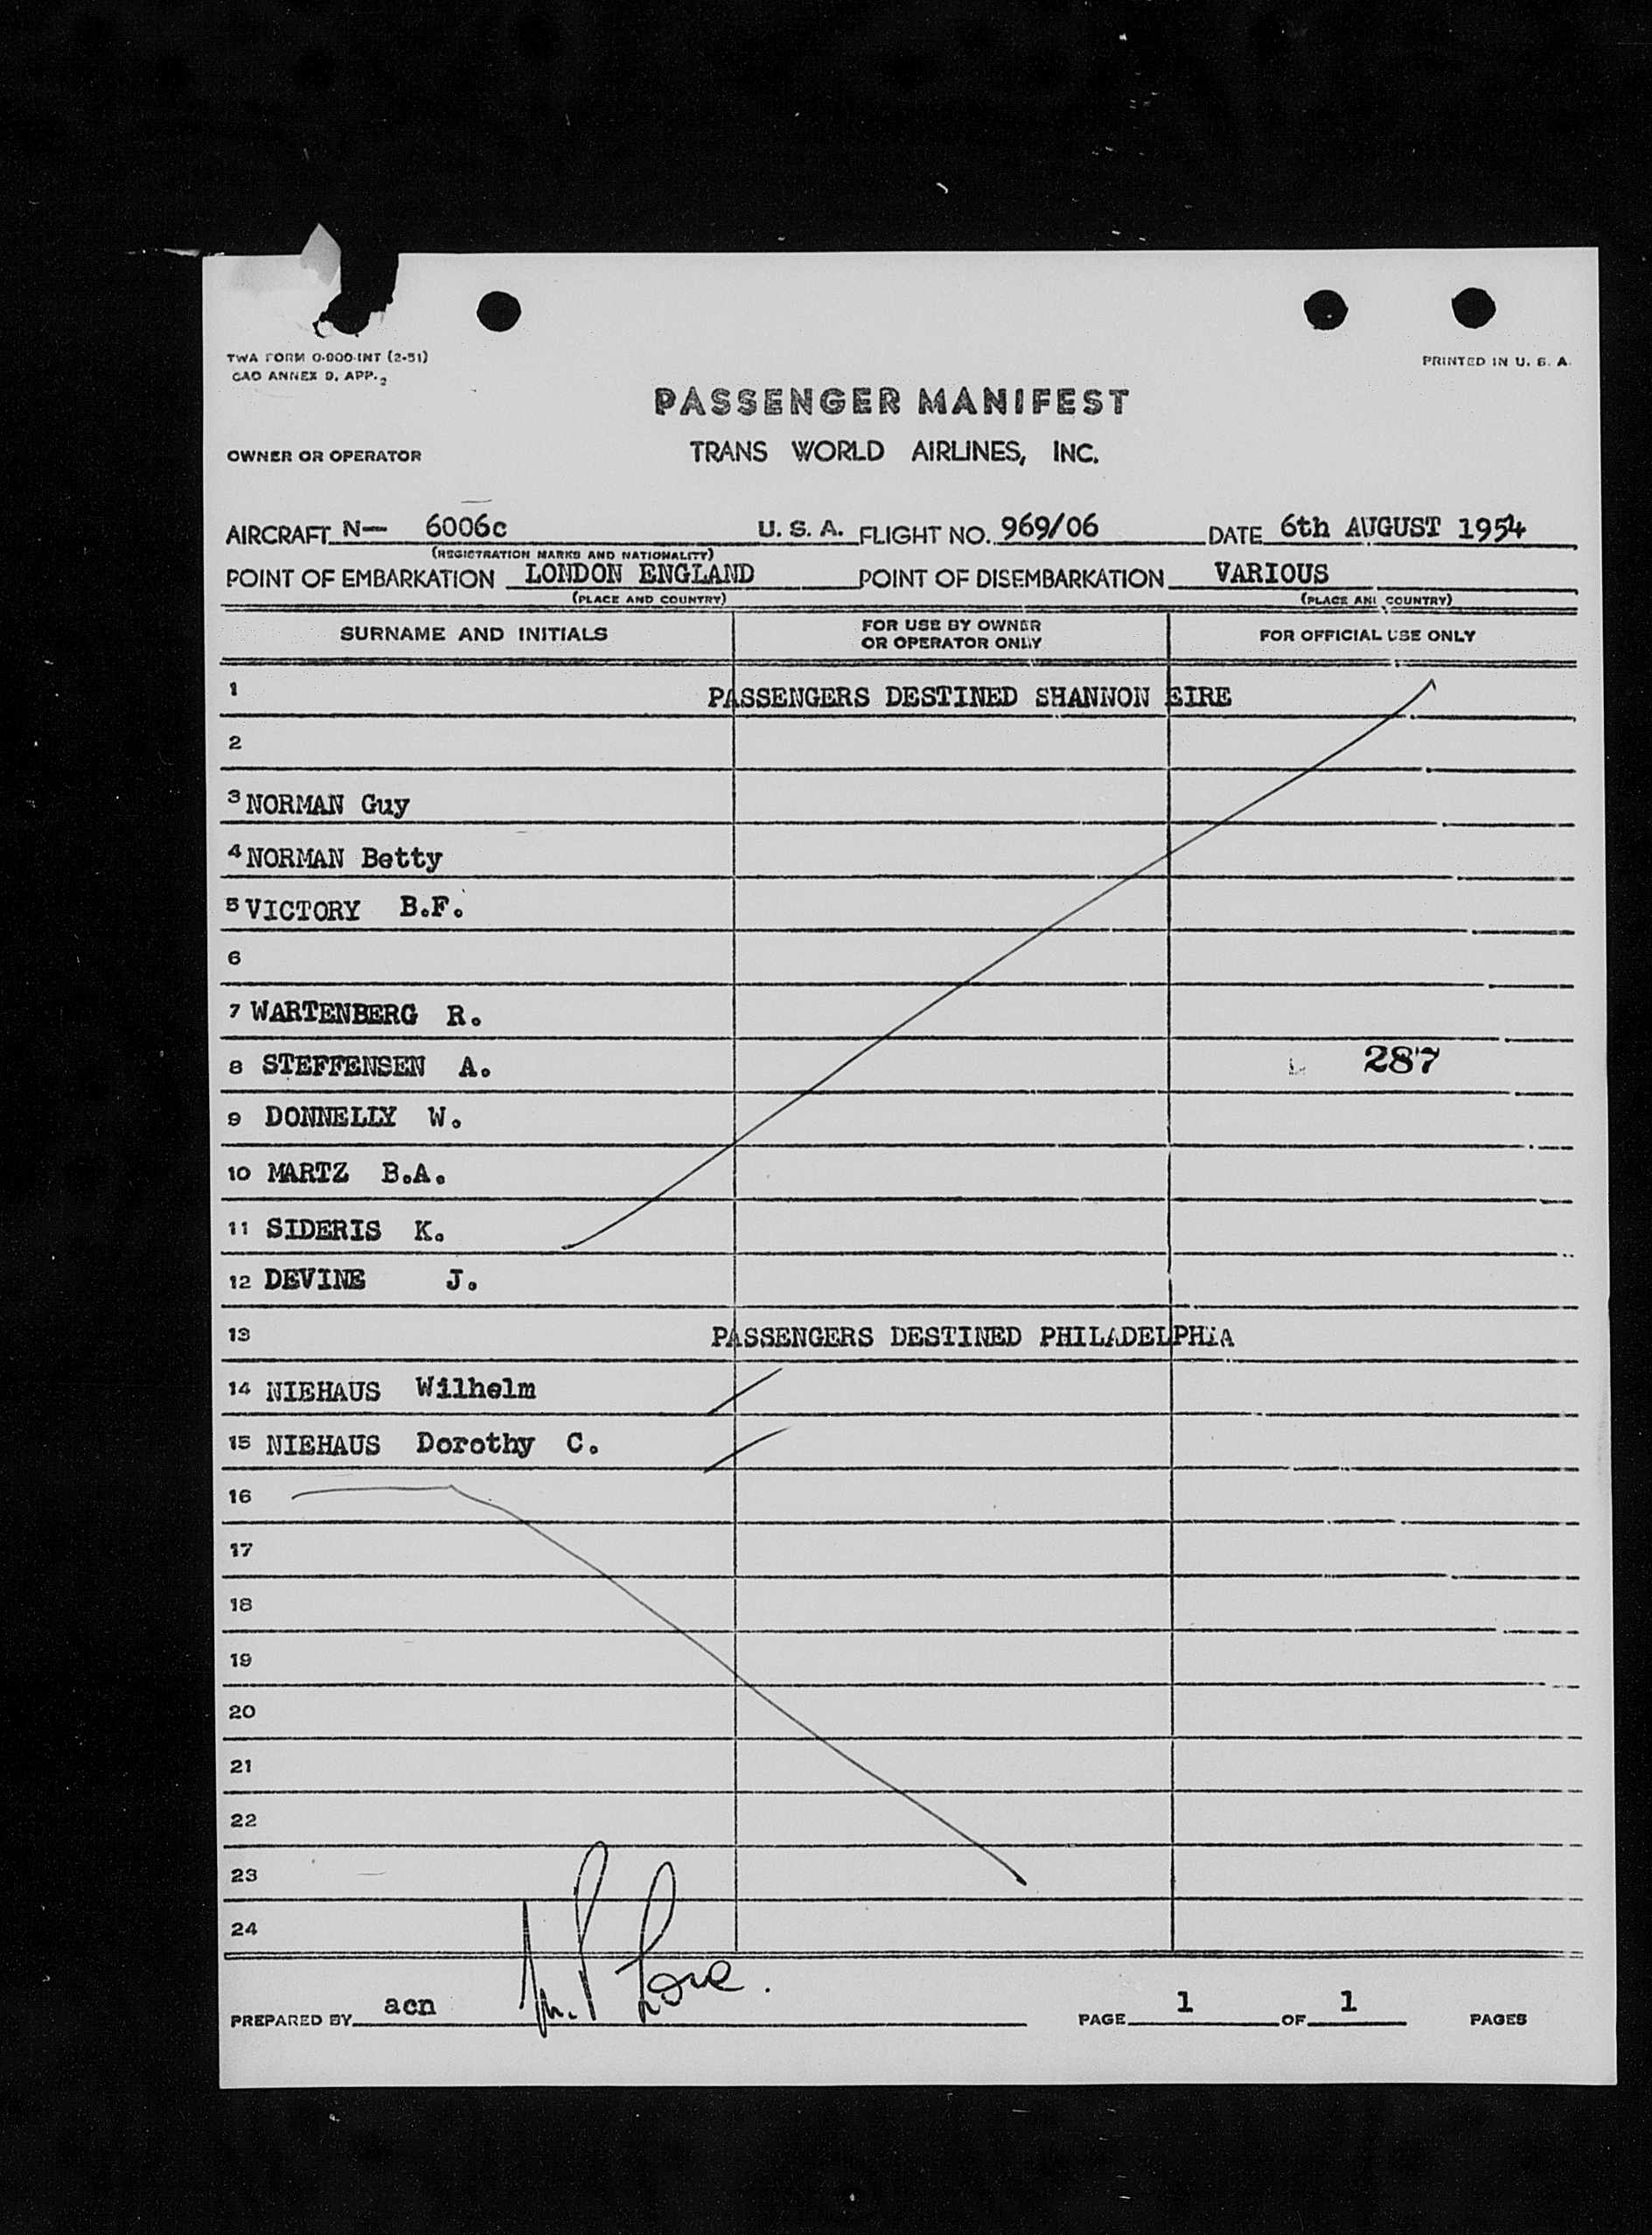 TWA FORM O-900-INT (2-51)
CAO ANNEX 9, APP. 2
PRINTED IN U. S. A.
PASSENGER MANIFEST
OWNER OR OPERATOR TRANS WORLD AIRLINES, INC.
AIRCRAFT N— 6006c U. S. A. FLIGHT NO. 969/06 DATE 6th AUGUST 1954
(REGISTRATION MARKS AND NATIONALITY)
POINT OF EMBARKATION LONDON ENGLAND POINT OF DISEMBARKATION VARIOUS
(PLACE AND COUNTRY) (PLACE AND COUNTRY)
SURNAME AND INITIALS FOR USE BY OWNER OR OPERATOR ONLY FOR OFFICIAL USE ONLY
1 PASSENGERS DESTINED SHANNON EIRE
2
3 NORMAN Guy
4 NORMAN Betty
5 VICTORY B.F.
6
7 WARTENBERG R.
8 STEFFENSEN A. 287
9 DONNELLY W.
10 MARTZ B.A.
11 SIDERIS K.
12 DEVINE J.
13 PASSENGERS DESTINED PHILADELPHIA
14 NIEHAUS Wilhelm
15 NIEHAUS Dorothy C.
16
17
18
19
20
21
22
23
24
PREPARED BY acn PAGE 1 OF 1 PAGES